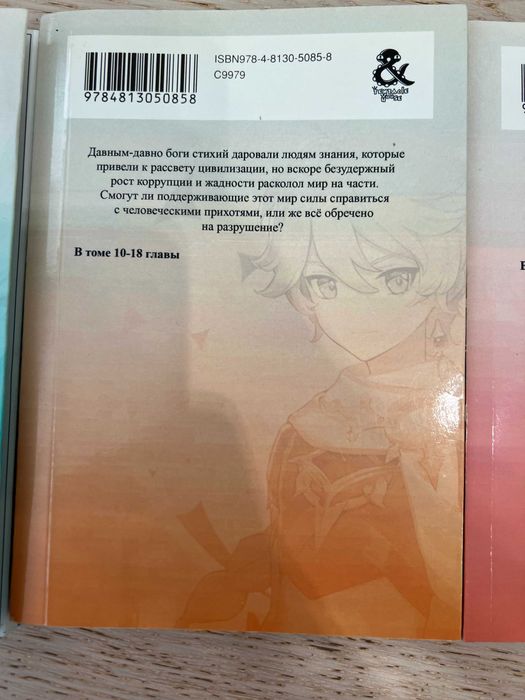 ISBN978-4-8130-5085-8
C9979
9784813050858
&
TENTACLE
HOUSE
Давным-давно боги стихий даровали людям знания, которые
привели к рассвету цивилизации, но вскоре безудержный
рост коррупции и жадности расколол мир на части.
Смогут ли поддерживающие этот мир силы справиться
с человеческими прихотями, или же всё обречено
на разрушение?
В томе 10-18 главы